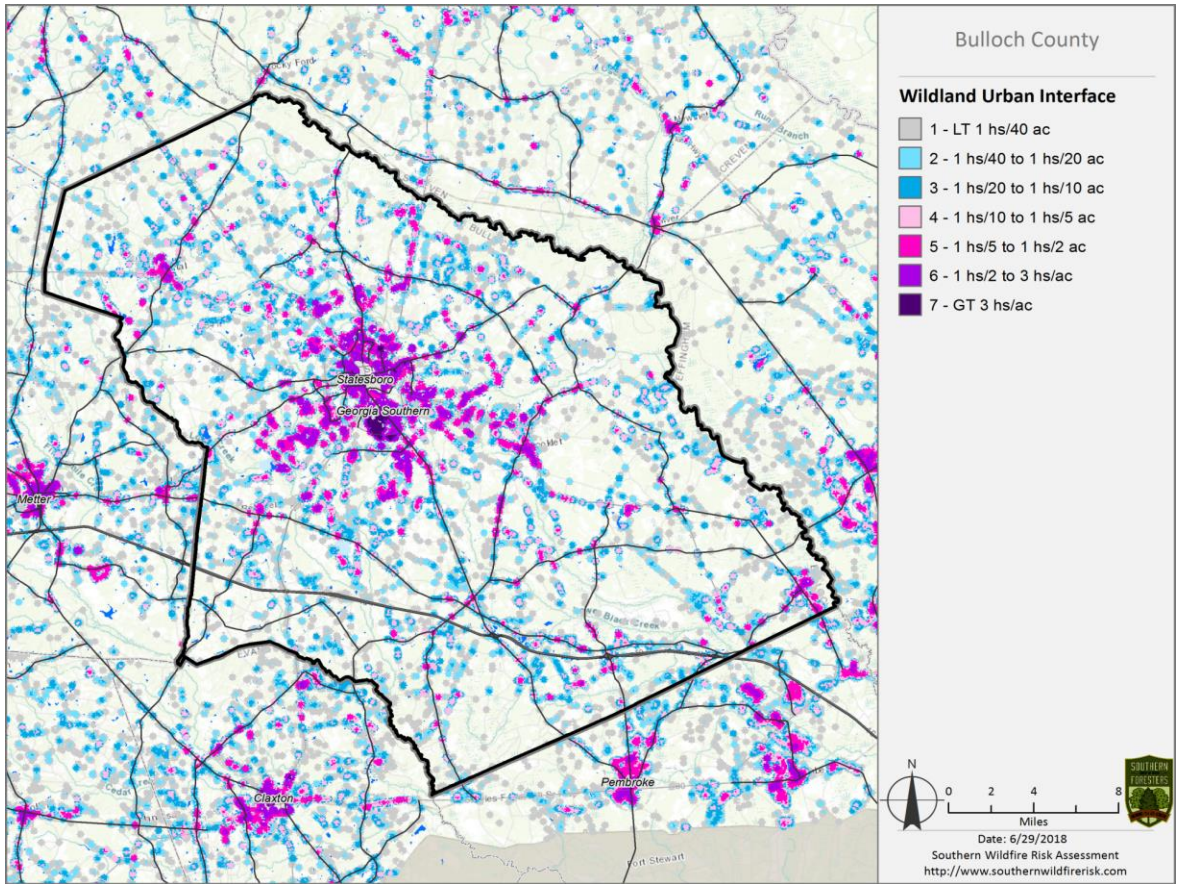 Bulloch County
Wildland Urban Interface
1 - LT 1 hs/40 ac
2 - 1 hs/40 to 1 hs/20 ac
3 - 1 hs/20 to 1 hs/10 ac
4 - 1 hs/10 to 1 hs/5 ac
5 - 1 hs/5 to 1 hs/2 ac
6 - 1 hs/2 to 3 hs/ac
7 - GT 3 hs/ac
Run Branch
Statesboro
Georgia Southern
Metter
Black Creek
Claxton
Pembroke
Fort Stewart
N
0 2 4 8
Miles
SOUTHERN
FORESTERS
Date: 6/29/2018
Southern Wildfire Risk Assessment
http://www.southernwildfirerisk.com